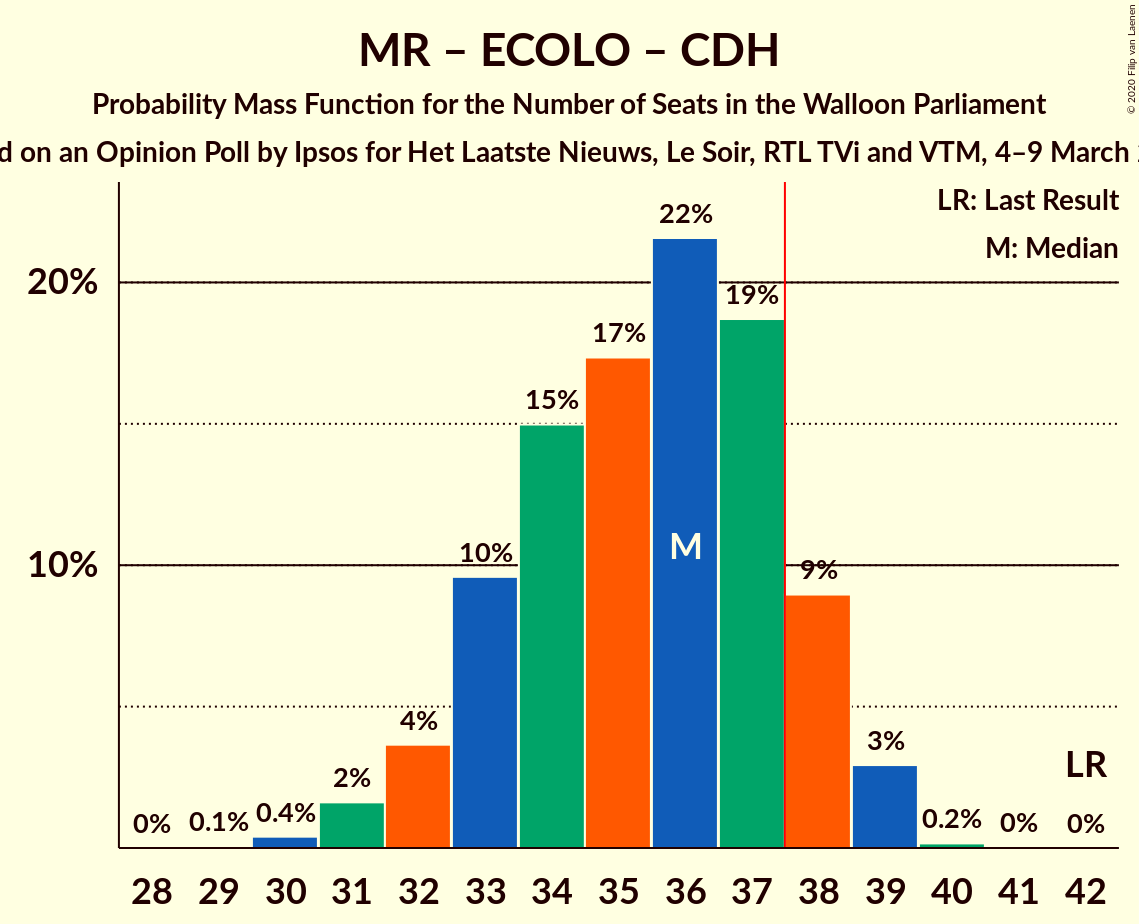 MR – ECOLO – CDH
Probability Mass Function for the Number of Seats in the Walloon Parliament
d on an Opinion Poll by Ipsos for Het Laatste Nieuws, Le Soir, RTL TVi and VTM, 4–9 March
© 2020 Filip van Laenen
LR: Last Result
M: Median
20%
10%
0%
0.1%
0.4%
2%
4%
10%
15%
17%
22%
19%
9%
3%
0.2%
0%
0%
M
LR
28 29 30 31 32 33 34 35 36 37 38 39 40 41 42